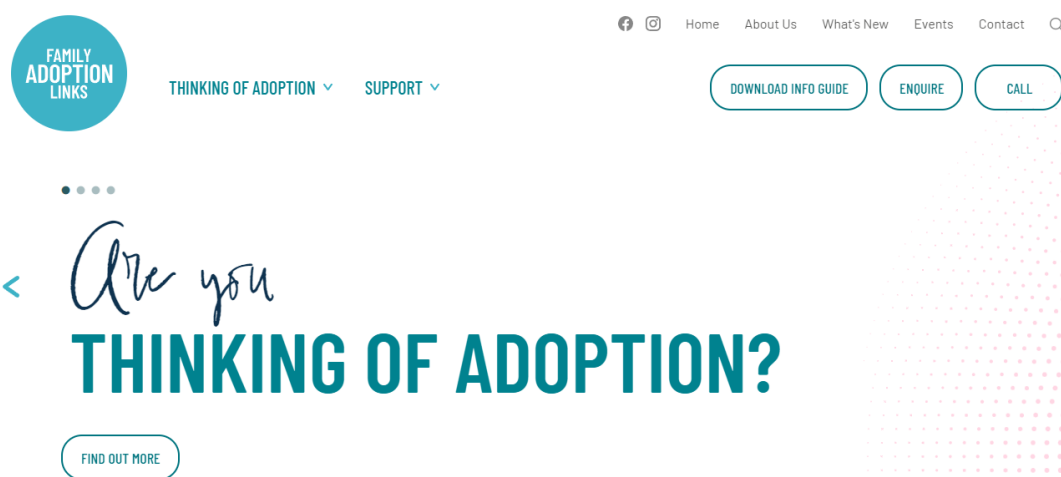 Home About Us What's New Events Contact
FAMILY
ADOPTION
LINKS
THINKING OF ADOPTION SUPPORT
DOWNLOAD INFO GUIDE ENQUIRE CALL
Are you
THINKING OF ADOPTION?
FIND OUT MORE